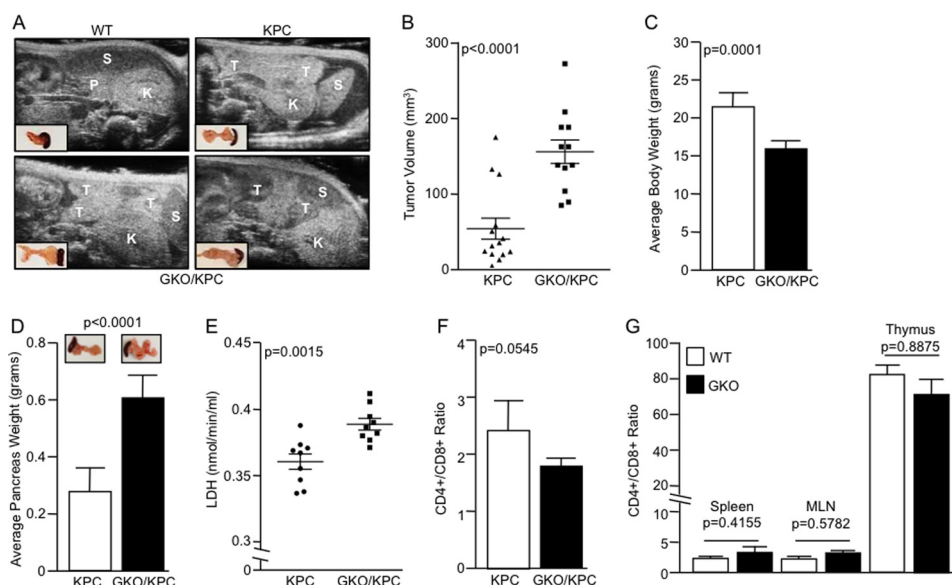 A
WT
KPC
S
P
K
T
T
S
K
T
T
T
S
K
T
S
T
K
GKO/KPC
B
p<0.0001
Tumor Volume (mm³)
300
200
100
0
KPC
GKO/KPC
C
p=0.0001
Average Body Weight (grams)
30
25
20
15
10
5
0
KPC
GKO/KPC
D
p<0.0001
Average Pancreas Weight (grams)
0.8
0.6
0.4
0.2
0
KPC
GKO/KPC
E
p=0.0015
LDH (nmol/min/ml)
0.45
0.4
0.35
0.3
0
KPC
GKO/KPC
F
p=0.0545
CD4+/CD8+ Ratio
4
3
2
1
0
KPC
GKO/KPC
G
WT
GKO
CD4+/CD8+ Ratio
100
80
60
40
20
10
5
0
Spleen
p=0.4155
MLN
p=0.5782
Thymus
p=0.8875